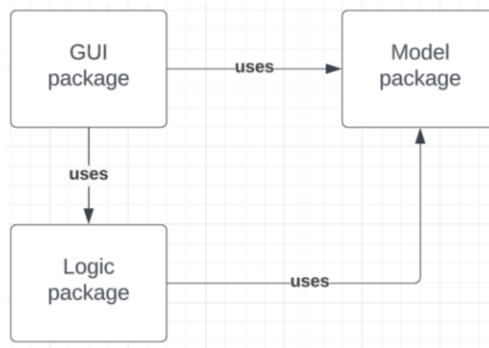 GUI
package
uses
Model
package
uses
Logic
package
uses